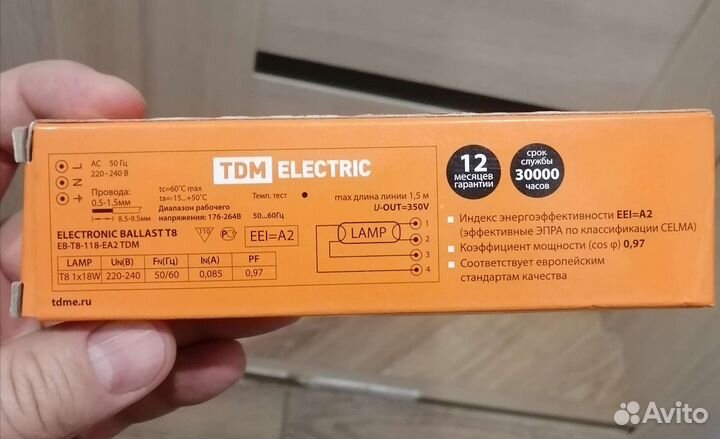 L
N
AC 50 Гц
220-240 В
Провода:
0.5-1.5мм
8.5-9.5мм
tc=60°C max
ta=-15...+50°C
Диапазон рабочего
напряжения: 176-264В
Темп. тест
50...60Гц
TDM ELECTRIC
max длина линии 1,5 м
U-OUT=350V
ELECTRONIC BALLAST T8
EB-T8-118-EA2 TDM
110
РС
EEI=A2
LAMP
1
2
3
4
LAMP UN(В) FN(Гц) IN(А) PF
T8 1x18W 220-240 50/60 0,085 0,97
tdme.ru
12
месяцев
гарантии
срок
службы
30000
часов
Индекс энергоэффективности EEI=A2
(эффективные ЭПРА по классификации CELMA)
Коэффициент мощности (cos φ) 0,97
Соответствует европейским
стандартам качества
Avito